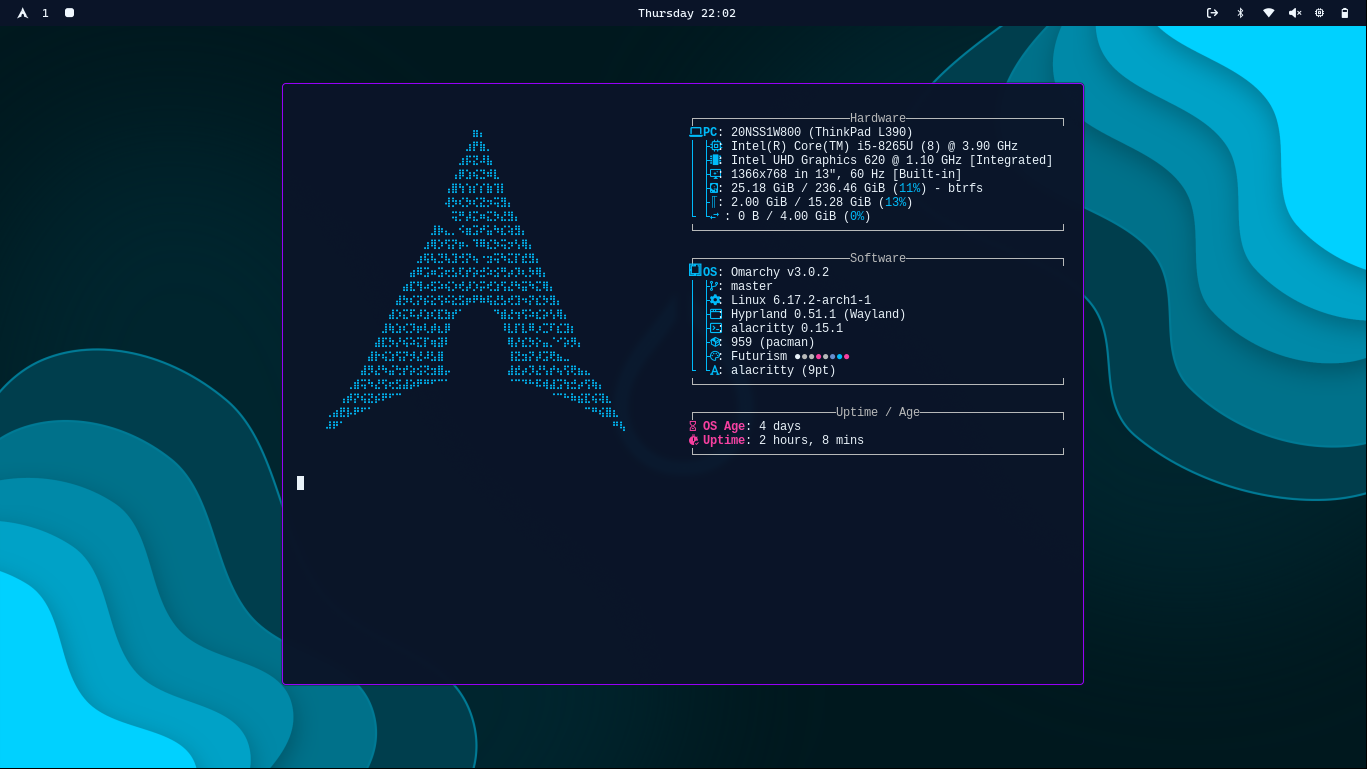 1
Thursday 22:02
Hardware
PC: 20NSS1W800 (ThinkPad L390)
: Intel(R) Core(TM) i5-8265U (8) @ 3.90 GHz
: Intel UHD Graphics 620 @ 1.10 GHz [Integrated]
: 1366x768 in 13", 60 Hz [Built-in]
: 25.18 GiB / 236.46 GiB (11%) - btrfs
: 2.00 GiB / 15.28 GiB (13%)
: 0 B / 4.00 GiB (0%)
Software
OS: Omarchy v3.0.2
: master
: Linux 6.17.2-arch1-1
: Hyprland 0.51.1 (Wayland)
: alacritty 0.15.1
: 959 (pacman)
: Futurism ●●●●●●●●
: alacritty (9pt)
Uptime / Age
OS Age: 4 days
Uptime: 2 hours, 8 mins